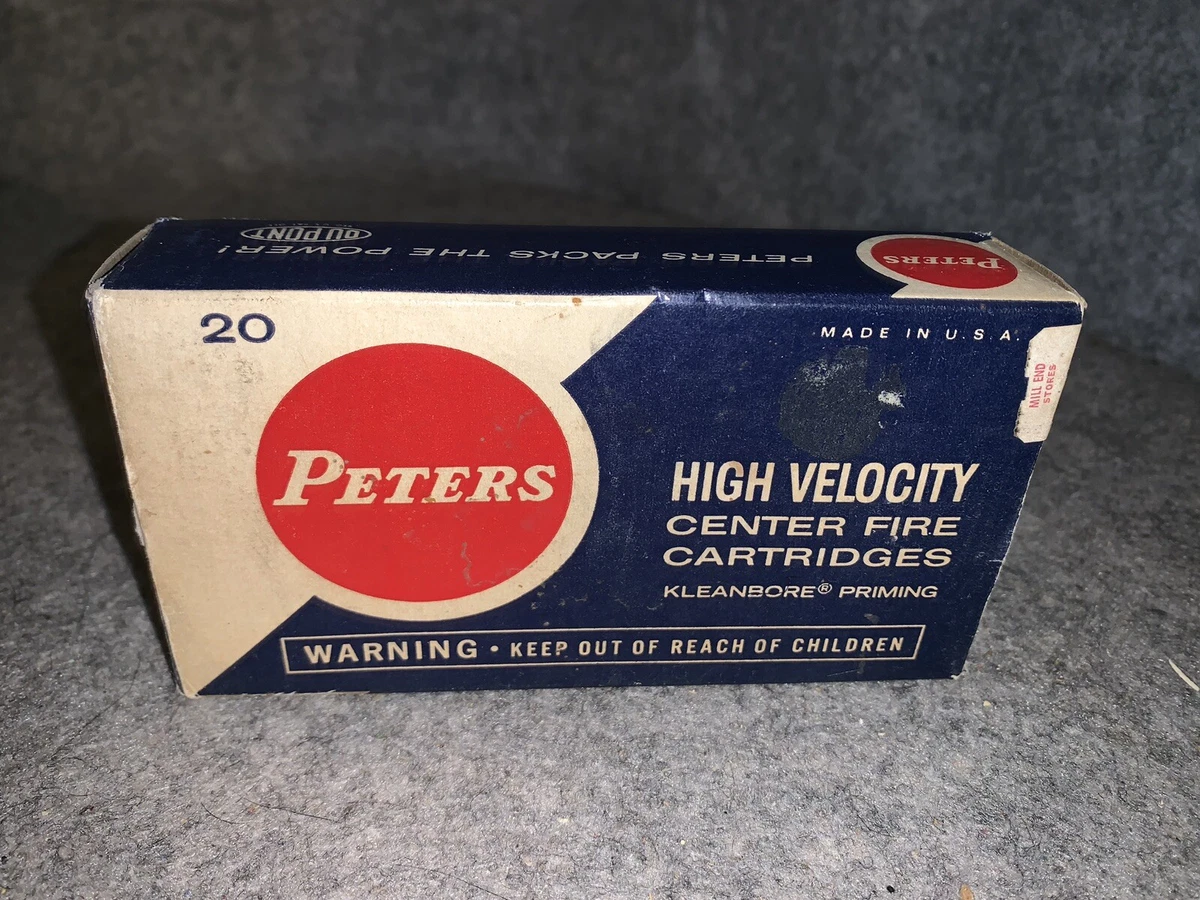 DU PONT
PETERS PACKS THE POWER!
PETERS
20
MADE IN U.S.A.
MILL END
STORES
PETERS
HIGH VELOCITY
CENTER FIRE
CARTRIDGES
KLEANBORE® PRIMING
WARNING • KEEP OUT OF REACH OF CHILDREN